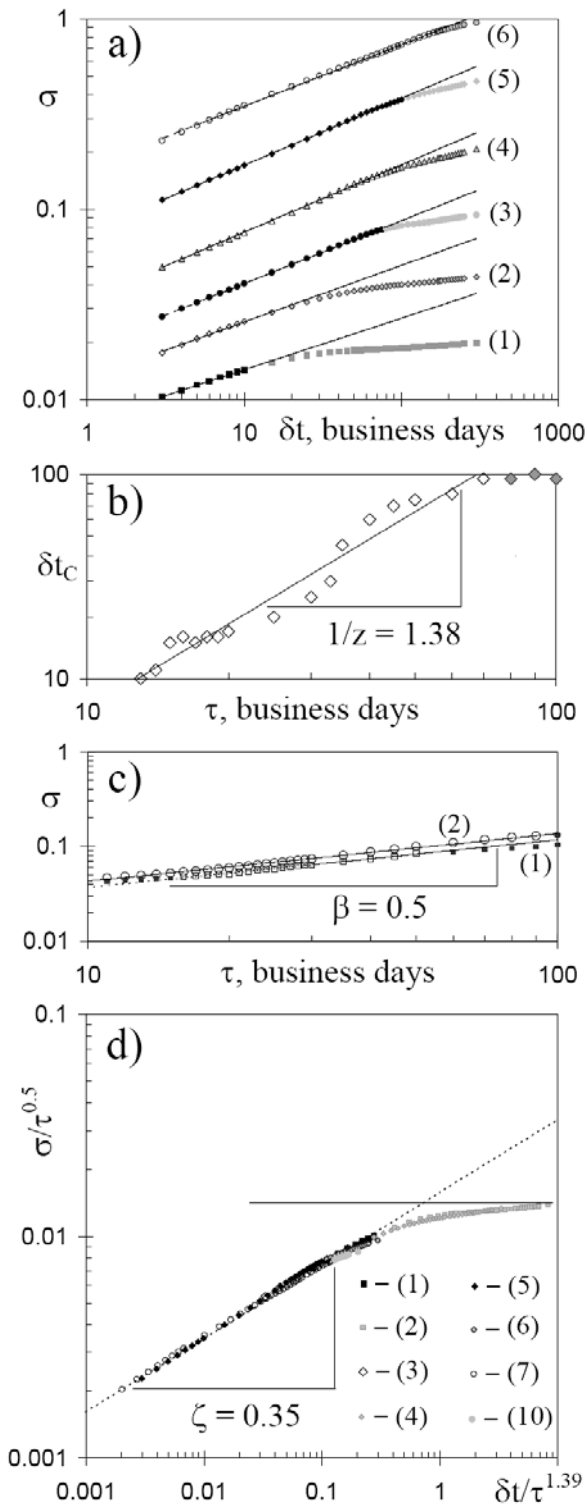 a)
1
σ
0.1
0.01
(6)
(5)
(4)
(3)
(2)
(1)
1 10 1000
δt, business days
b)
100
δt_C
10
1/z = 1.38
10 100
τ, business days
c)
1
σ
0.1
0.01
(2)
(1)
β = 0.5
10 100
τ, business days
d)
0.1
σ/τ^0.5
0.01
0.001
ζ = 0.35
– (1) – (5)
– (2) – (6)
– (3) – (7)
– (4) – (10)
0.001 0.01 0.1 1 δt/τ^1.39